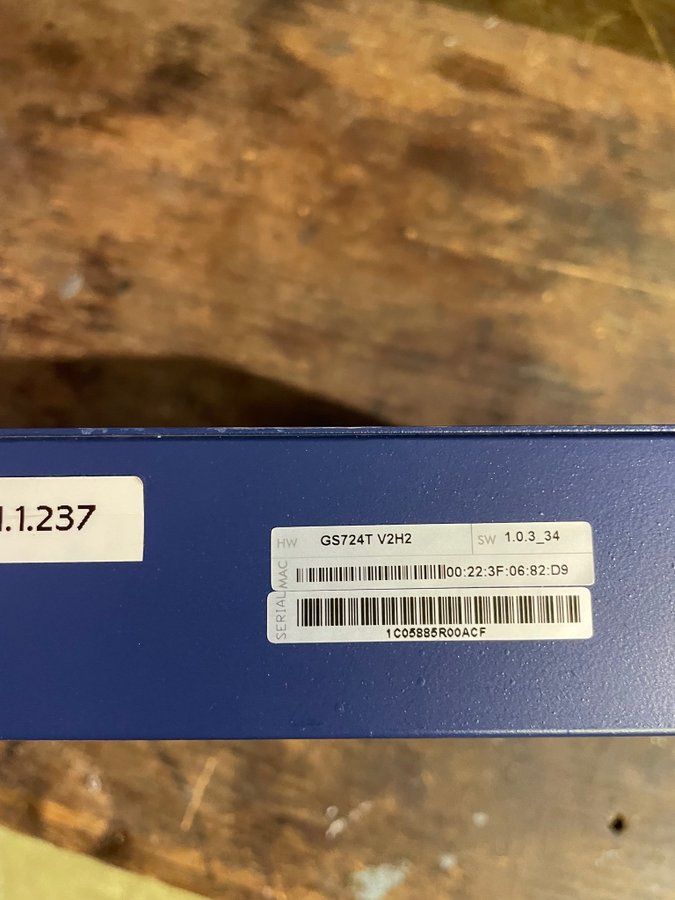 1.1.237
HW GS724T V2H2 SW 1.0.3_34
MAC 00:22:3F:06:82:D9
SERIAL 1C05885R00ACF